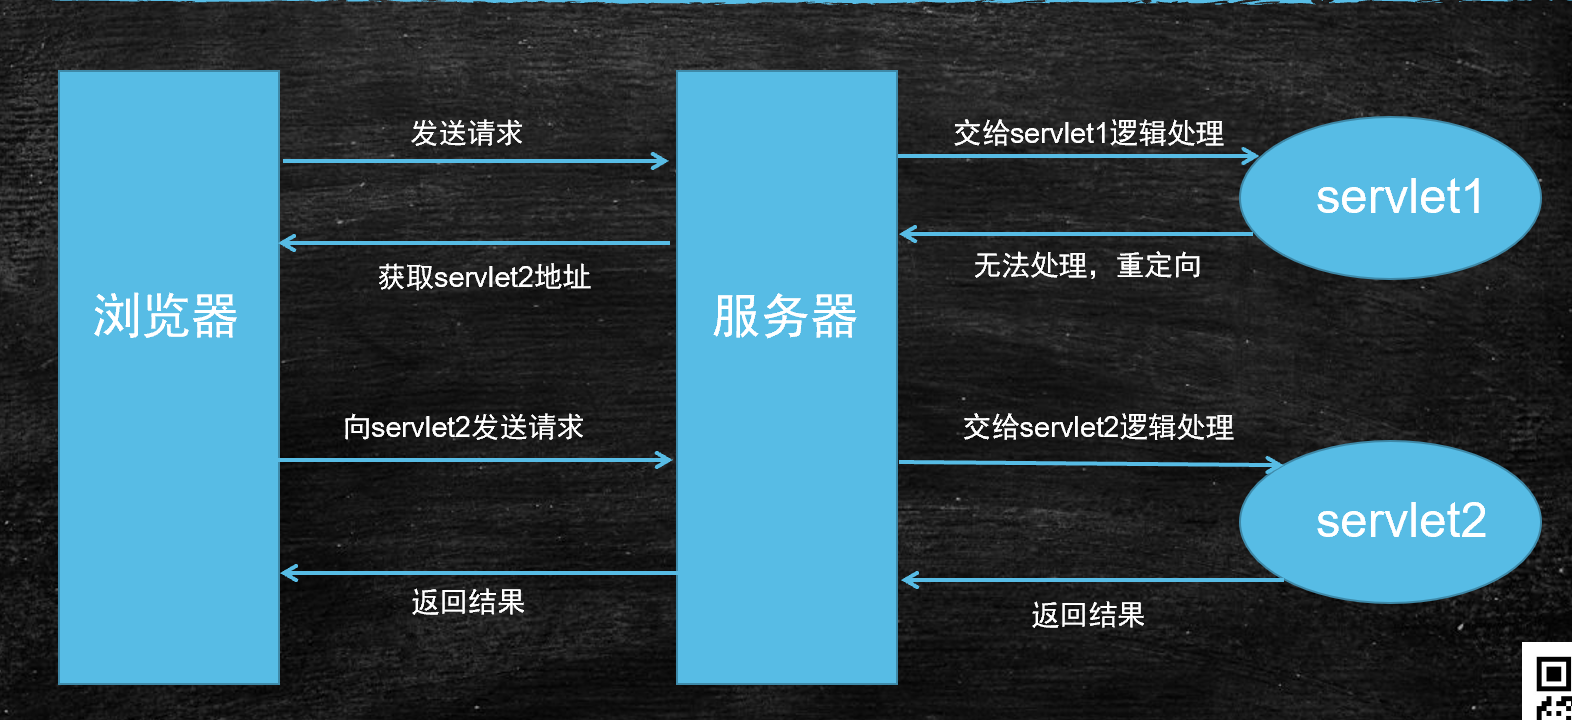 发送请求
交给servlet1逻辑处理
servlet1
获取servlet2地址
无法处理，重定向
浏览器
服务器
向servlet2发送请求
交给servlet2逻辑处理
servlet2
返回结果
返回结果